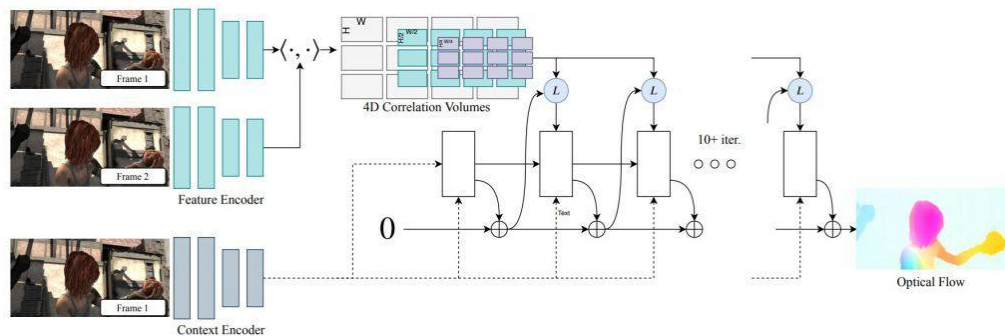 Frame 1
Frame 2
Feature Encoder
Frame 1
Context Encoder
⟨·, ·⟩
H W
H/2 W/2
W/4
4D Correlation Volumes
L
L
L
10+ iter.
0
Text
Optical Flow